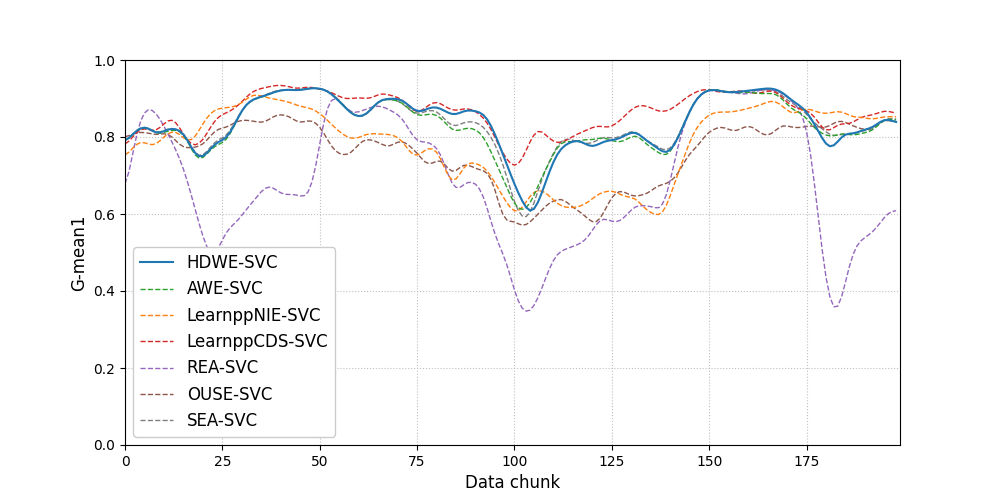 1.0
0.8
0.6
0.4
0.2
0.0
G-mean1
HDWE-SVC
AWE-SVC
LearnppNIE-SVC
LearnppCDS-SVC
REA-SVC
OUSE-SVC
SEA-SVC
0 25 50 75 100 125 150 175
Data chunk